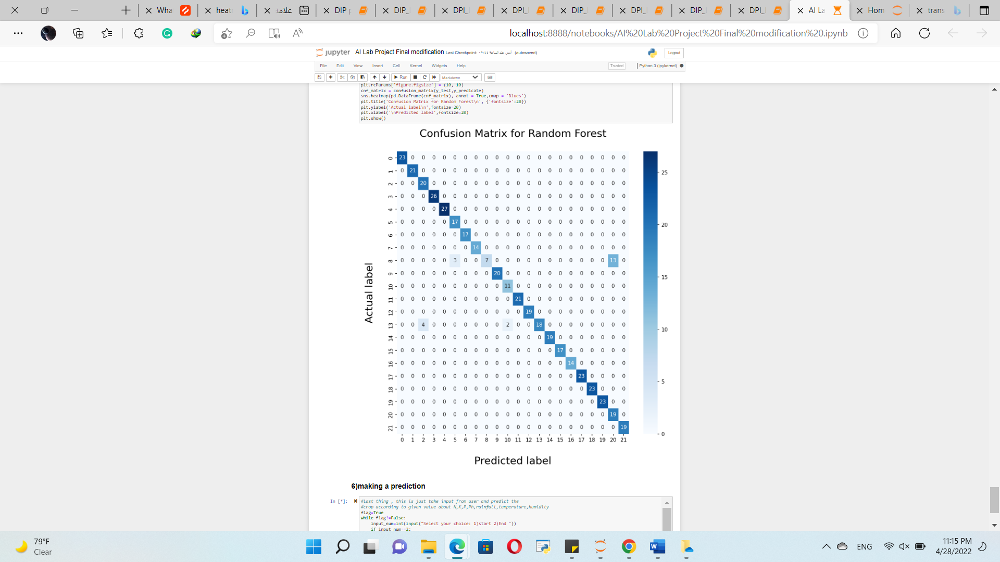 Wha
heat
علامة
DIP
DIP_
DPI_
DPI_
DIP_
DPI_
DIP_
DPI_
AI La
Hom
trans
localhost:8888/notebooks/AI%20Lab%20Project%20Final%20modification%20.ipynb
jupyter AI Lab Project Final modification Last Checkpoint: أمس عند الساعة ٠٥:٤٤ (autosaved)
Logout
File Edit View Insert Cell Kernel Widgets Help
Trusted
Python 3 (ipykernel)
Run
Markdown
plt.rcParams['figure.figsize'] = (10, 10)
cnf_matrix = confusion_matrix(y_test,y_predicate)
sns.heatmap(pd.DataFrame(cnf_matrix), annot = True,cmap = 'Blues')
plt.title('Confusion Matrix for Random Forest\n', {'fontsize':20})
plt.ylabel('Actual label\n',fontsize=20)
plt.xlabel('\nPredicted label',fontsize=20)
plt.show()
Confusion Matrix for Random Forest
Actual label
0 23 0 0 0 0 0 0 0 0 0 0 0 0 0 0 0 0 0 0 0 0 0
1 0 21 0 0 0 0 0 0 0 0 0 0 0 0 0 0 0 0 0 0 0 0
2 0 0 20 0 0 0 0 0 0 0 0 0 0 0 0 0 0 0 0 0 0 0
3 0 0 0 26 0 0 0 0 0 0 0 0 0 0 0 0 0 0 0 0 0 0
4 0 0 0 0 27 0 0 0 0 0 0 0 0 0 0 0 0 0 0 0 0 0
5 0 0 0 0 0 17 0 0 0 0 0 0 0 0 0 0 0 0 0 0 0 0
6 0 0 0 0 0 0 17 0 0 0 0 0 0 0 0 0 0 0 0 0 0 0
7 0 0 0 0 0 0 0 14 0 0 0 0 0 0 0 0 0 0 0 0 0 0
8 0 0 0 0 0 3 0 0 7 0 0 0 0 0 0 0 0 0 0 0 13 0
9 0 0 0 0 0 0 0 0 0 20 0 0 0 0 0 0 0 0 0 0 0 0
10 0 0 0 0 0 0 0 0 0 0 11 0 0 0 0 0 0 0 0 0 0 0
11 0 0 0 0 0 0 0 0 0 0 0 21 0 0 0 0 0 0 0 0 0 0
12 0 0 0 0 0 0 0 0 0 0 0 0 19 0 0 0 0 0 0 0 0 0
13 0 0 4 0 0 0 0 0 0 0 2 0 0 18 0 0 0 0 0 0 0 0
14 0 0 0 0 0 0 0 0 0 0 0 0 0 0 19 0 0 0 0 0 0 0
15 0 0 0 0 0 0 0 0 0 0 0 0 0 0 0 17 0 0 0 0 0 0
16 0 0 0 0 0 0 0 0 0 0 0 0 0 0 0 0 14 0 0 0 0 0
17 0 0 0 0 0 0 0 0 0 0 0 0 0 0 0 0 0 23 0 0 0 0
18 0 0 0 0 0 0 0 0 0 0 0 0 0 0 0 0 0 0 23 0 0 0
19 0 0 0 0 0 0 0 0 0 0 0 0 0 0 0 0 0 0 0 23 0 0
20 0 0 0 0 0 0 0 0 0 0 0 0 0 0 0 0 0 0 0 0 19 0
21 0 0 0 0 0 0 0 0 0 0 0 0 0 0 0 0 0 0 0 0 0 19
0 1 2 3 4 5 6 7 8 9 10 11 12 13 14 15 16 17 18 19 20 21
25
20
15
10
5
0
Predicted label
6)making a prediction
In [*]:
#Last thing , this is just take input from user and predict the
#crop according to given value about N,K,P,Ph,rainfall,temperature,humidity
flag=True
while flag!=False:
input_num=int(input("Select your choice: 1)start 2)End "))
if input_num==2:
79°F
Clear
ENG
11:15 PM
4/28/2022